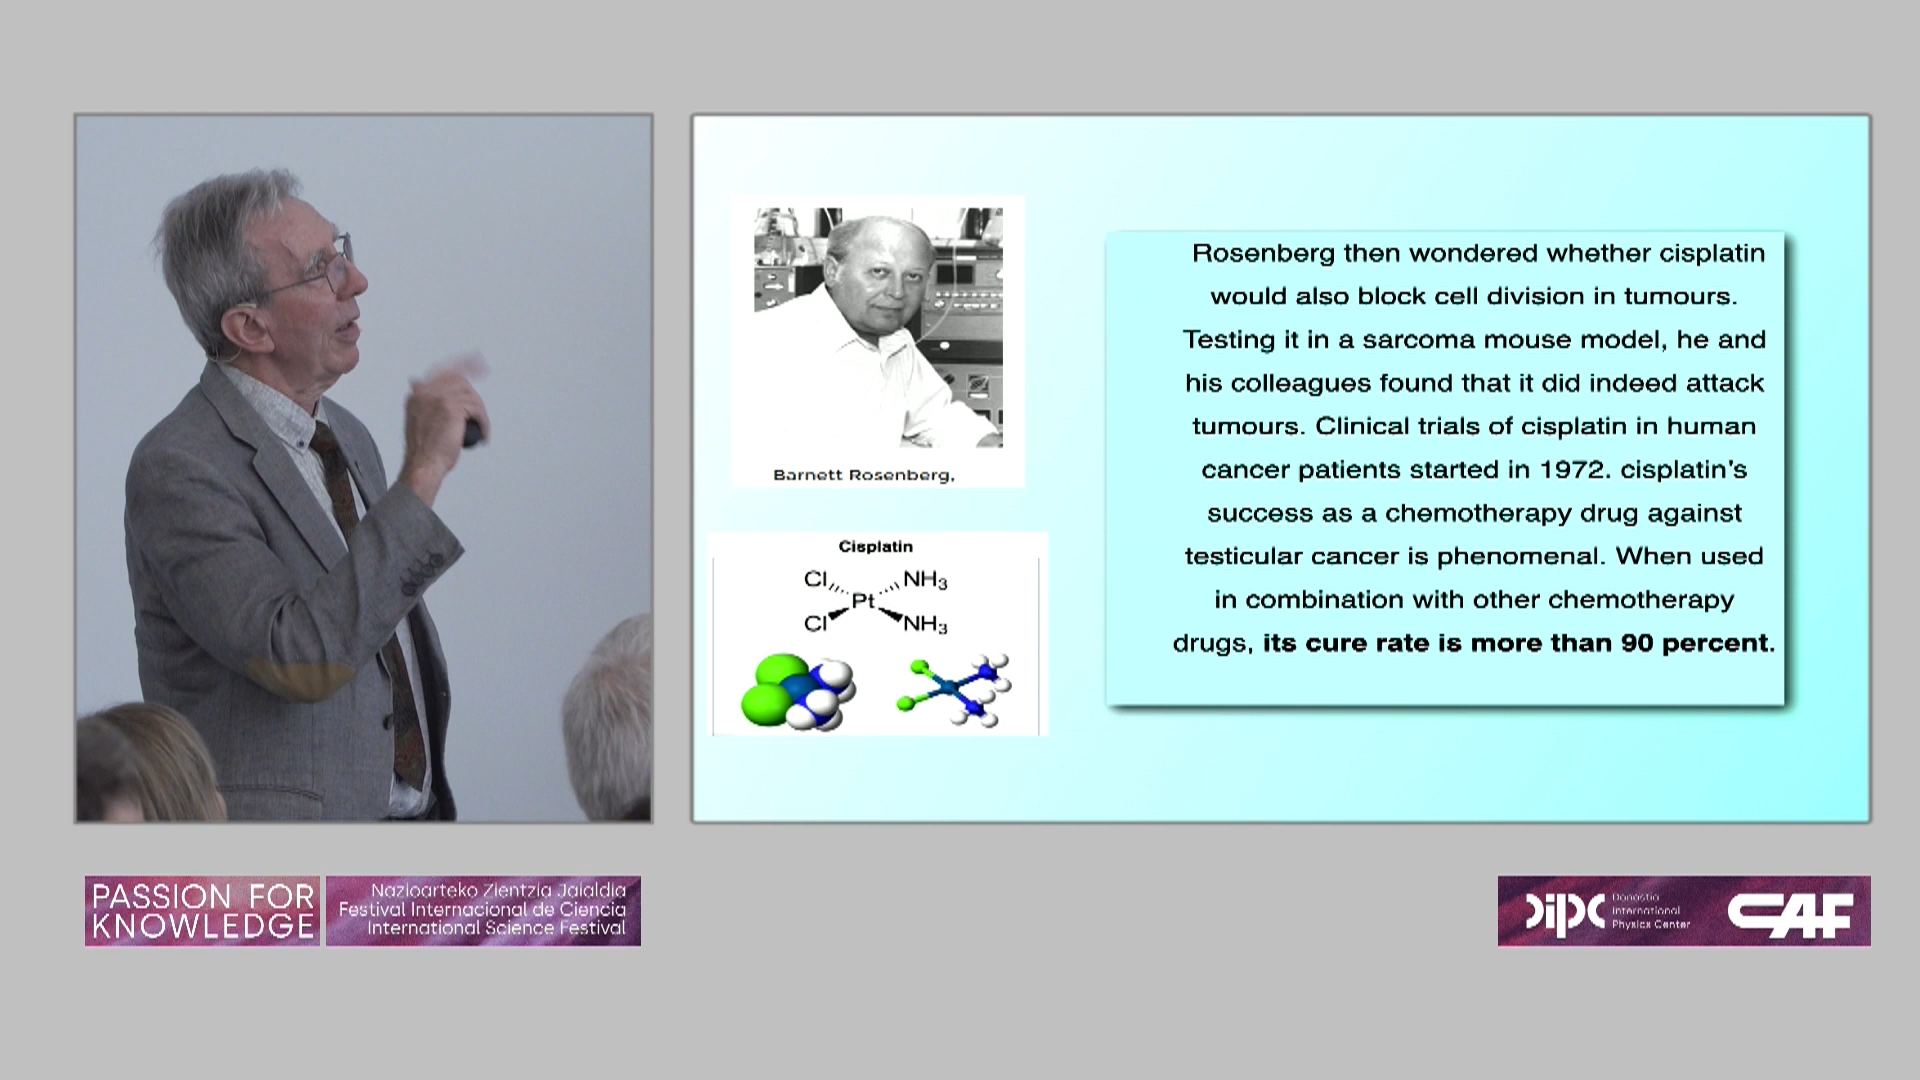 Barnett Rosenberg,
Cisplatin
Cl NH3
Pt
Cl NH3
Rosenberg then wondered whether cisplatin
would also block cell division in tumours.
Testing it in a sarcoma mouse model, he and
his colleagues found that it did indeed attack
tumours. Clinical trials of cisplatin in human
cancer patients started in 1972. cisplatin's
success as a chemotherapy drug against
testicular cancer is phenomenal. When used
in combination with other chemotherapy
drugs, its cure rate is more than 90 percent.
PASSION FOR
KNOWLEDGE
Nazioarteko Zientzia Jaialdia
Festival Internacional de Ciencia
International Science Festival
dipc
Donostia
International
Physics Center
CAF